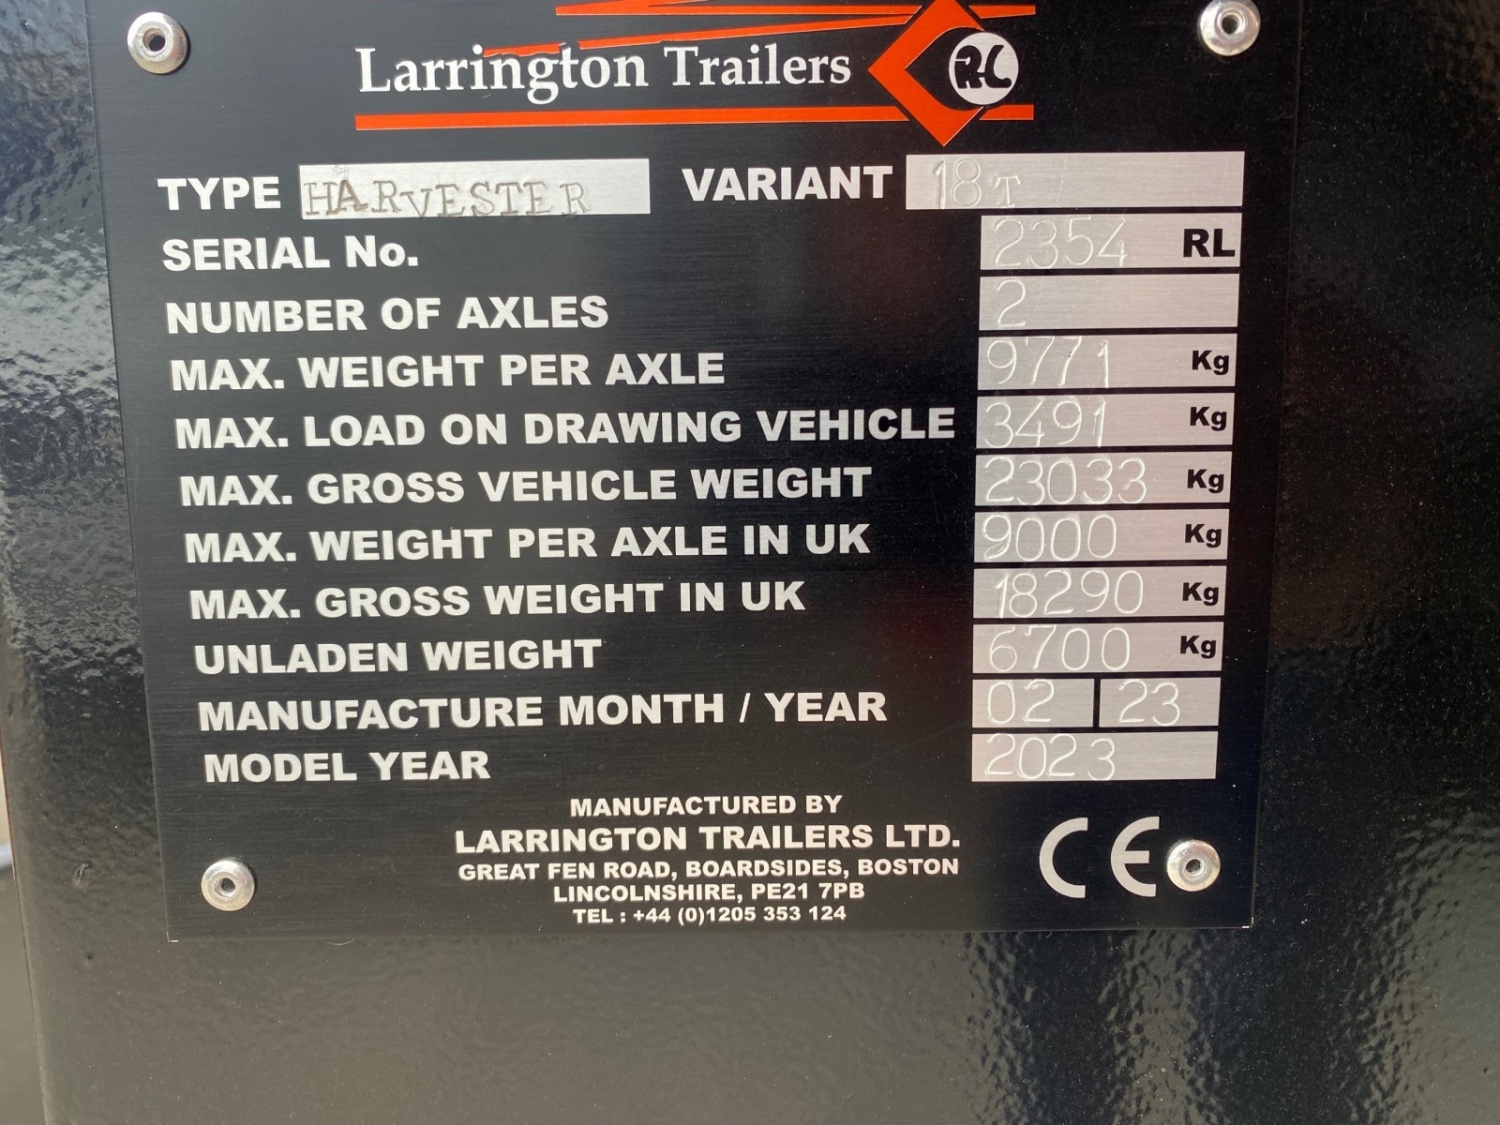 Larrington Trailers RLC
TYPE HARVESTER VARIANT 18T
SERIAL No. 2354 RL
NUMBER OF AXLES 2
MAX. WEIGHT PER AXLE 9771 Kg
MAX. LOAD ON DRAWING VEHICLE 3491 Kg
MAX. GROSS VEHICLE WEIGHT 23033 Kg
MAX. WEIGHT PER AXLE IN UK 9000 Kg
MAX. GROSS WEIGHT IN UK 18290 Kg
UNLADEN WEIGHT 6700 Kg
MANUFACTURE MONTH / YEAR 02 23
MODEL YEAR 2023
MANUFACTURED BY
LARRINGTON TRAILERS LTD.
GREAT FEN ROAD, BOARDSIDES, BOSTON
LINCOLNSHIRE, PE21 7PB
TEL : +44 (0)1205 353 124
CE